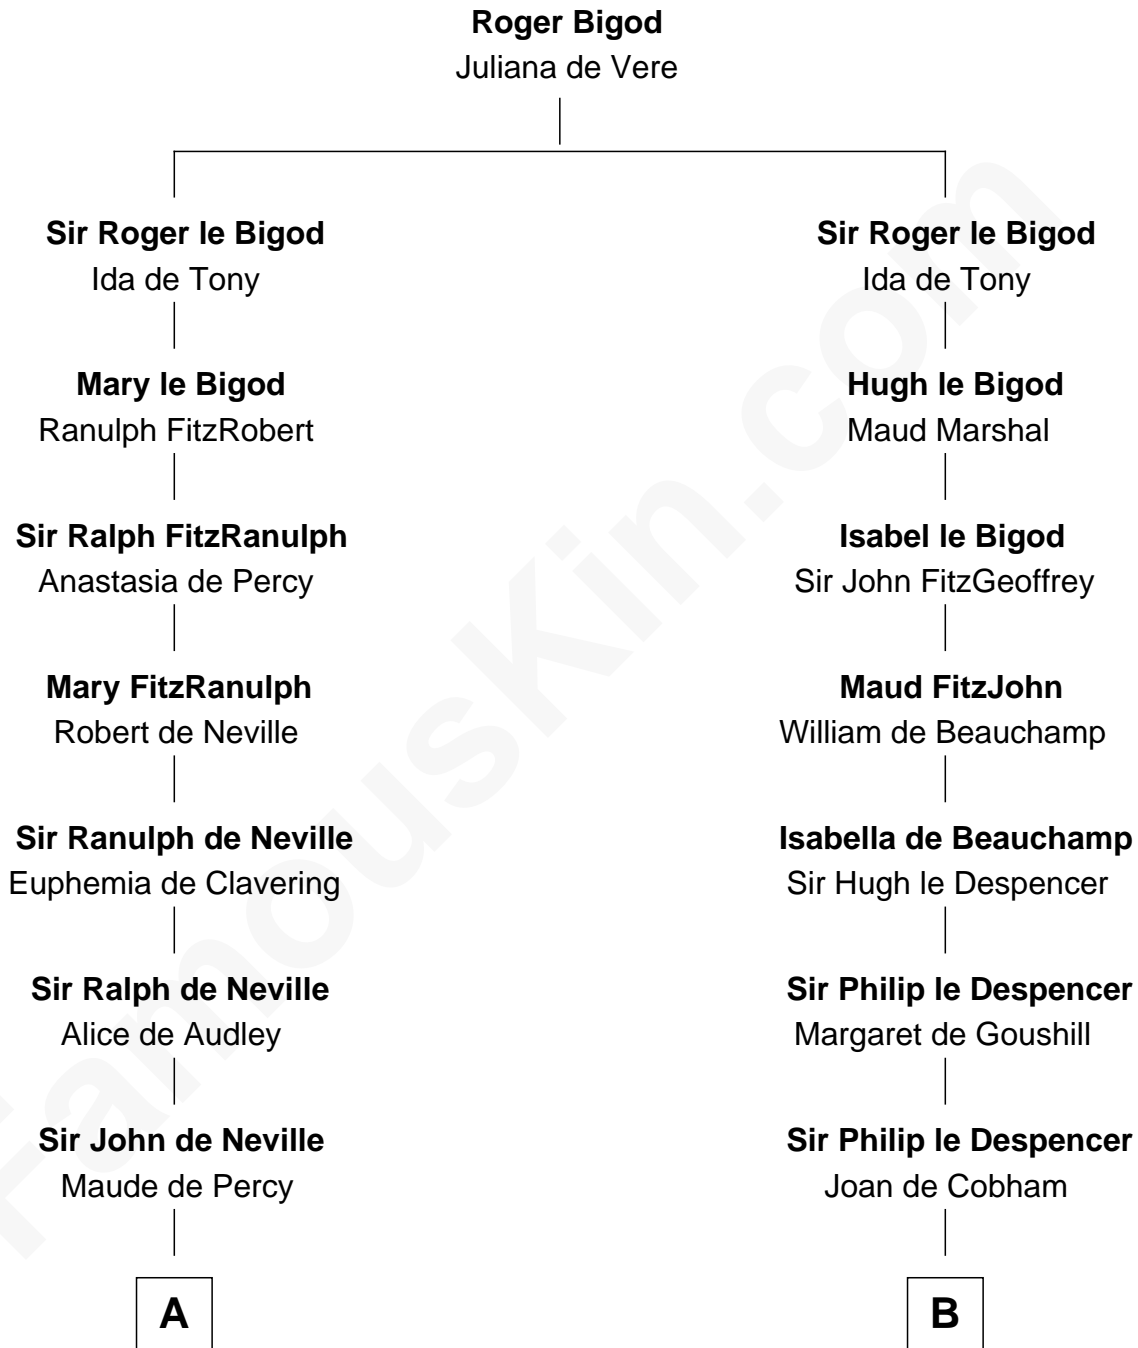 Roger Bigod
Juliana de Vere
Sir Roger le Bigod
Ida de Tony
Sir Roger le Bigod
Ida de Tony
Mary le Bigod
Ranulph FitzRobert
Hugh le Bigod
Maud Marshal
Sir Ralph FitzRanulph
Anastasia de Percy
Isabel le Bigod
Sir John FitzGeoffrey
Mary FitzRanulph
Robert de Neville
Maud FitzJohn
William de Beauchamp
Sir Ranulph de Neville
Euphemia de Clavering
Isabella de Beauchamp
Sir Hugh le Despencer
Sir Ralph de Neville
Alice de Audley
Sir Philip le Despencer
Margaret de Goushill
Sir John de Neville
Maude de Percy
Sir Philip le Despencer
Joan de Cobham
A
B
FamousKin.com